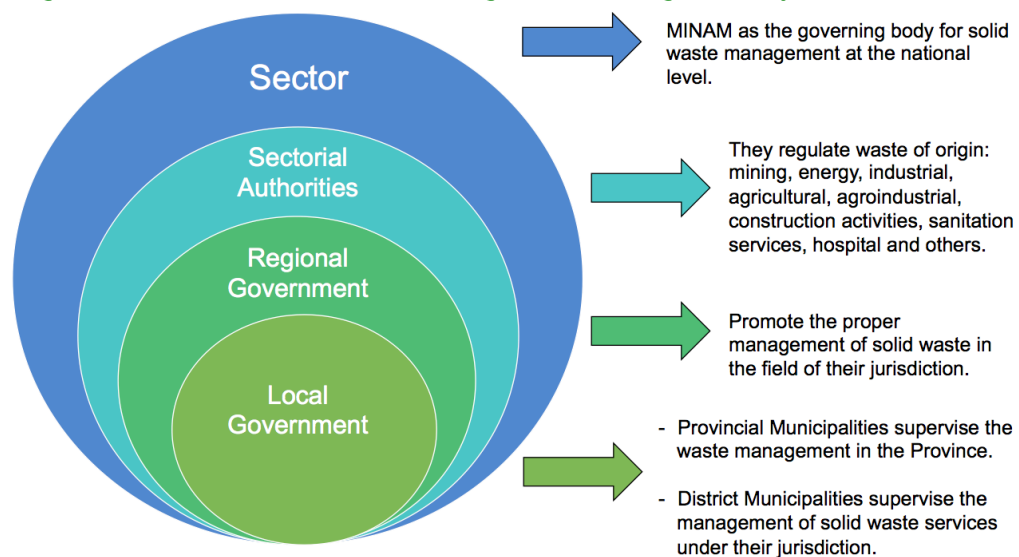 Sector
MINAM as the governing body for solid
waste management at the national
level.
Sectorial
Authorities
They regulate waste of origin:
mining, energy, industrial,
agricultural, agroindustrial,
construction activities, sanitation
services, hospital and others.
Regional
Government
Promote the proper
management of solid waste in
the field of their jurisdiction.
Local
Government
- Provincial Municipalities supervise the
waste management in the Province.
- District Municipalities supervise the
management of solid waste services
under their jurisdiction.